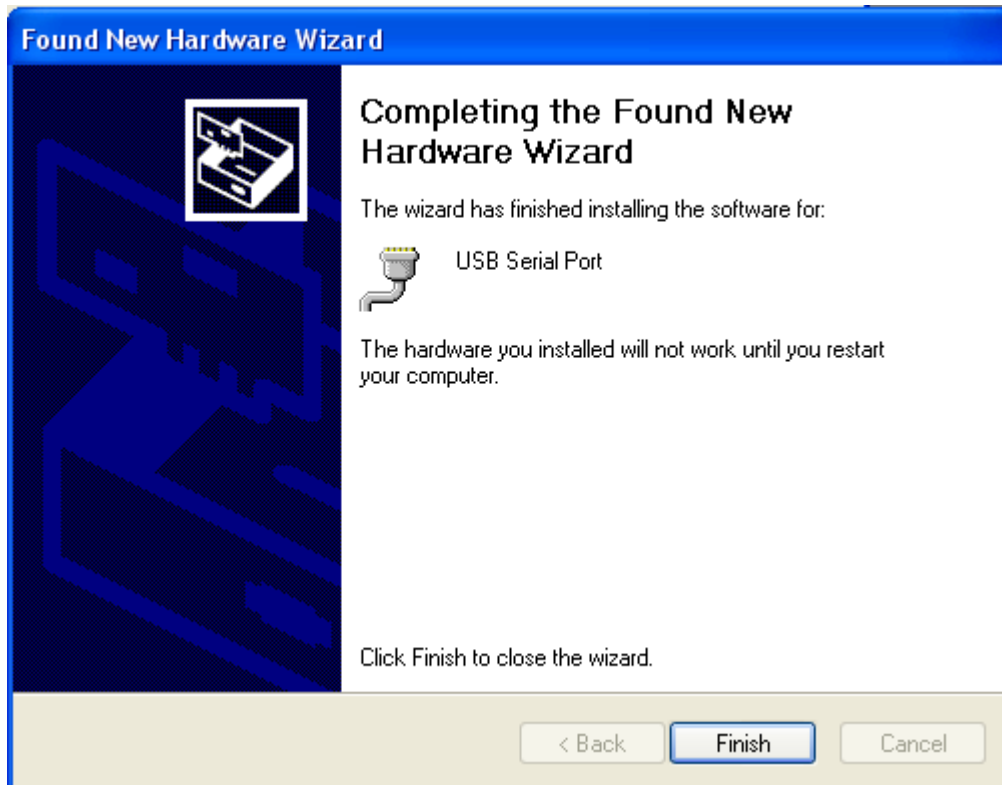 Found New Hardware Wizard
Completing the Found New
Hardware Wizard
The wizard has finished installing the software for:
USB Serial Port
The hardware you installed will not work until you restart
your computer.
Click Finish to close the wizard.
< Back
Finish
Cancel